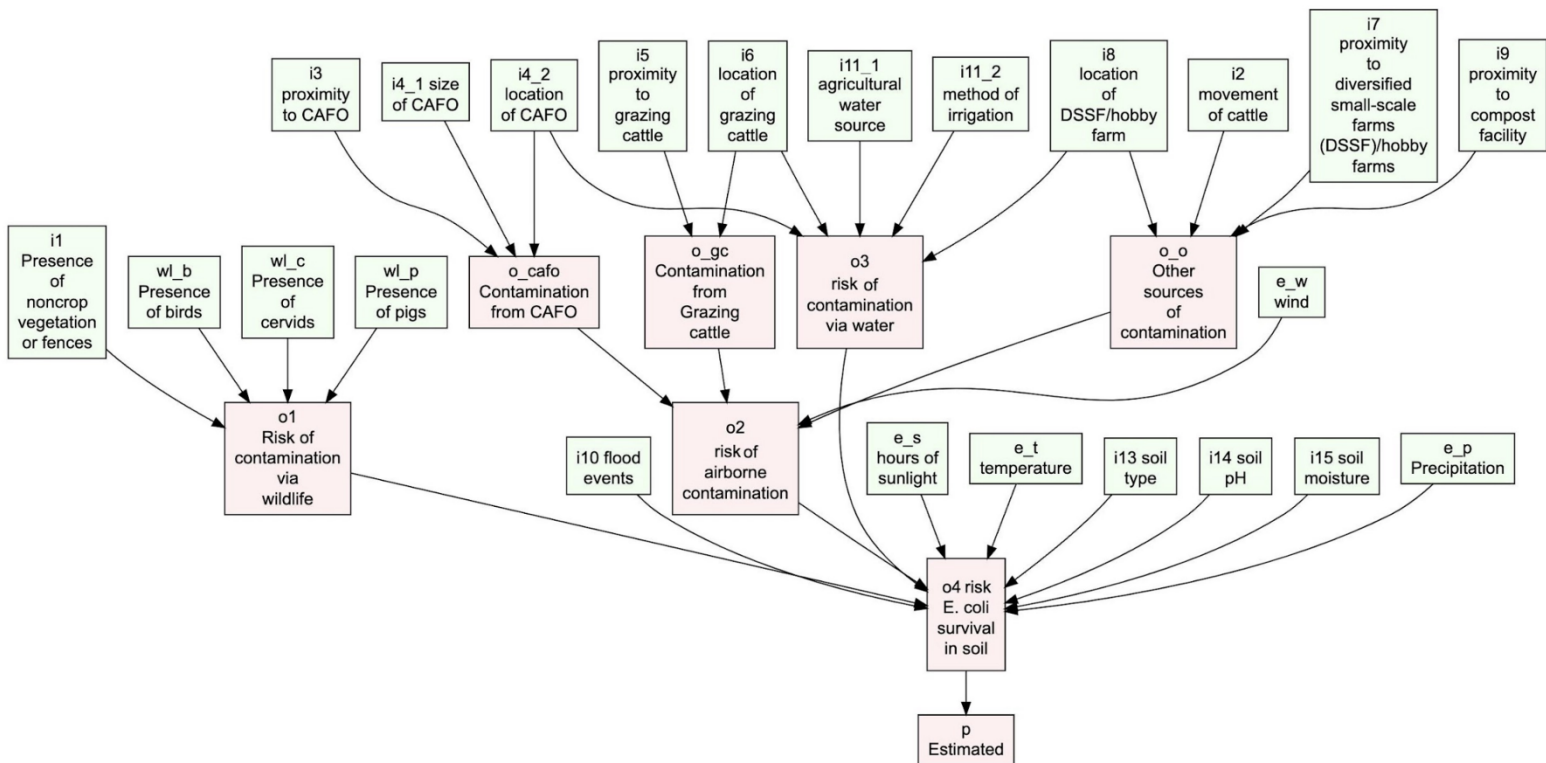 i3
proximity
to CAFO
i4_1 size
of CAFO
i4_2
location
of CAFO
i5
proximity
to
grazing
cattle
i6
location
of
grazing
cattle
i11_1
agricultural
water
source
i11_2
method of
irrigation
i8
location
of
DSSF/hobby
farm
i2
movement
of cattle
i7
proximity
to
diversified
small-scale
farms
(DSSF)/hobby
farms
i9
proximity
to
compost
facility
i1
Presence
of
noncrop
vegetation
or fences
wl_b
Presence
of birds
wl_c
Presence
of
cervids
wl_p
Presence
of pigs
o_cafo
Contamination
from CAFO
o_gc
Contamination
from
Grazing
cattle
o3
risk of
contamination
via water
o_o
Other
sources
of
contamination
e_w
wind
o1
Risk of
contamination
via
wildlife
i10 flood
events
o2
risk of
airborne
contamination
e_s
hours of
sunlight
e_t
temperature
i13 soil
type
i14 soil
pH
i15 soil
moisture
e_p
Precipitation
o4 risk
E. coli
survival
in soil
p
Estimated